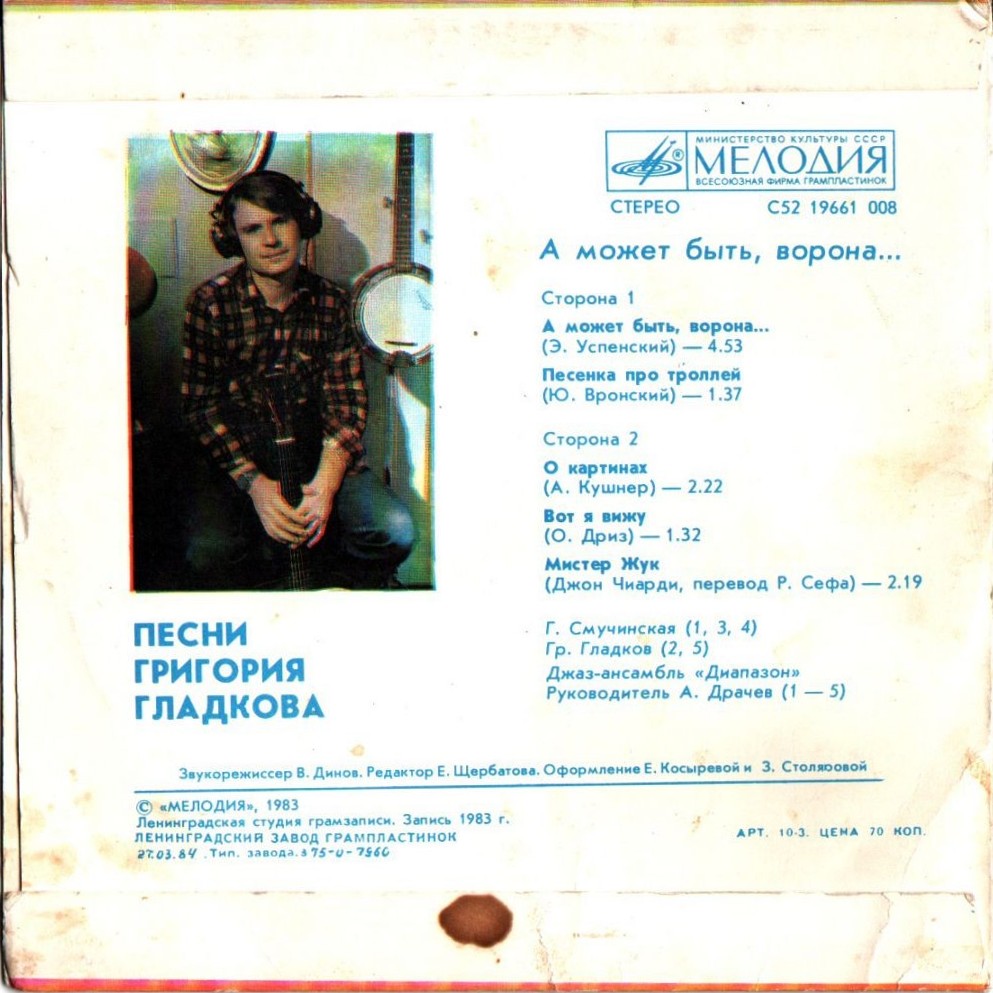 МИНИСТЕРСТВО КУЛЬТУРЫ СССР
МЕЛОДИЯ
ВСЕСОЮЗНАЯ ФИРМА ГРАМПЛАСТИНОК
СТЕРЕО С52 19661 008
А может быть, ворона...
Сторона 1
А может быть, ворона...
(Э. Успенский) — 4.53
Песенка про троллей
(Ю. Вронский) — 1.37
Сторона 2
О картинах
(А. Кушнер) — 2.22
Вот я вижу
(О. Дриз) — 1.32
Мистер Жук
(Джон Чиарди, перевод Р. Сефа) — 2.19
Г. Смучинская (1, 3, 4)
Гр. Гладков (2, 5)
Джаз-ансамбль «Диапазон»
Руководитель А. Драчев (1 — 5)
ПЕСНИ
ГРИГОРИЯ
ГЛАДКОВА
Звукорежиссер В. Динов. Редактор Е. Щербатова. Оформление Е. Косыревой и З. Столяровой
© «МЕЛОДИЯ», 1983
Ленинградская студия грамзаписи. Запись 1983 г.
ЛЕНИНГРАДСКИЙ ЗАВОД ГРАМПЛАСТИНОК
27.03.84 .Тип. завода.
АРТ. 10-3. ЦЕНА 70 КОП.